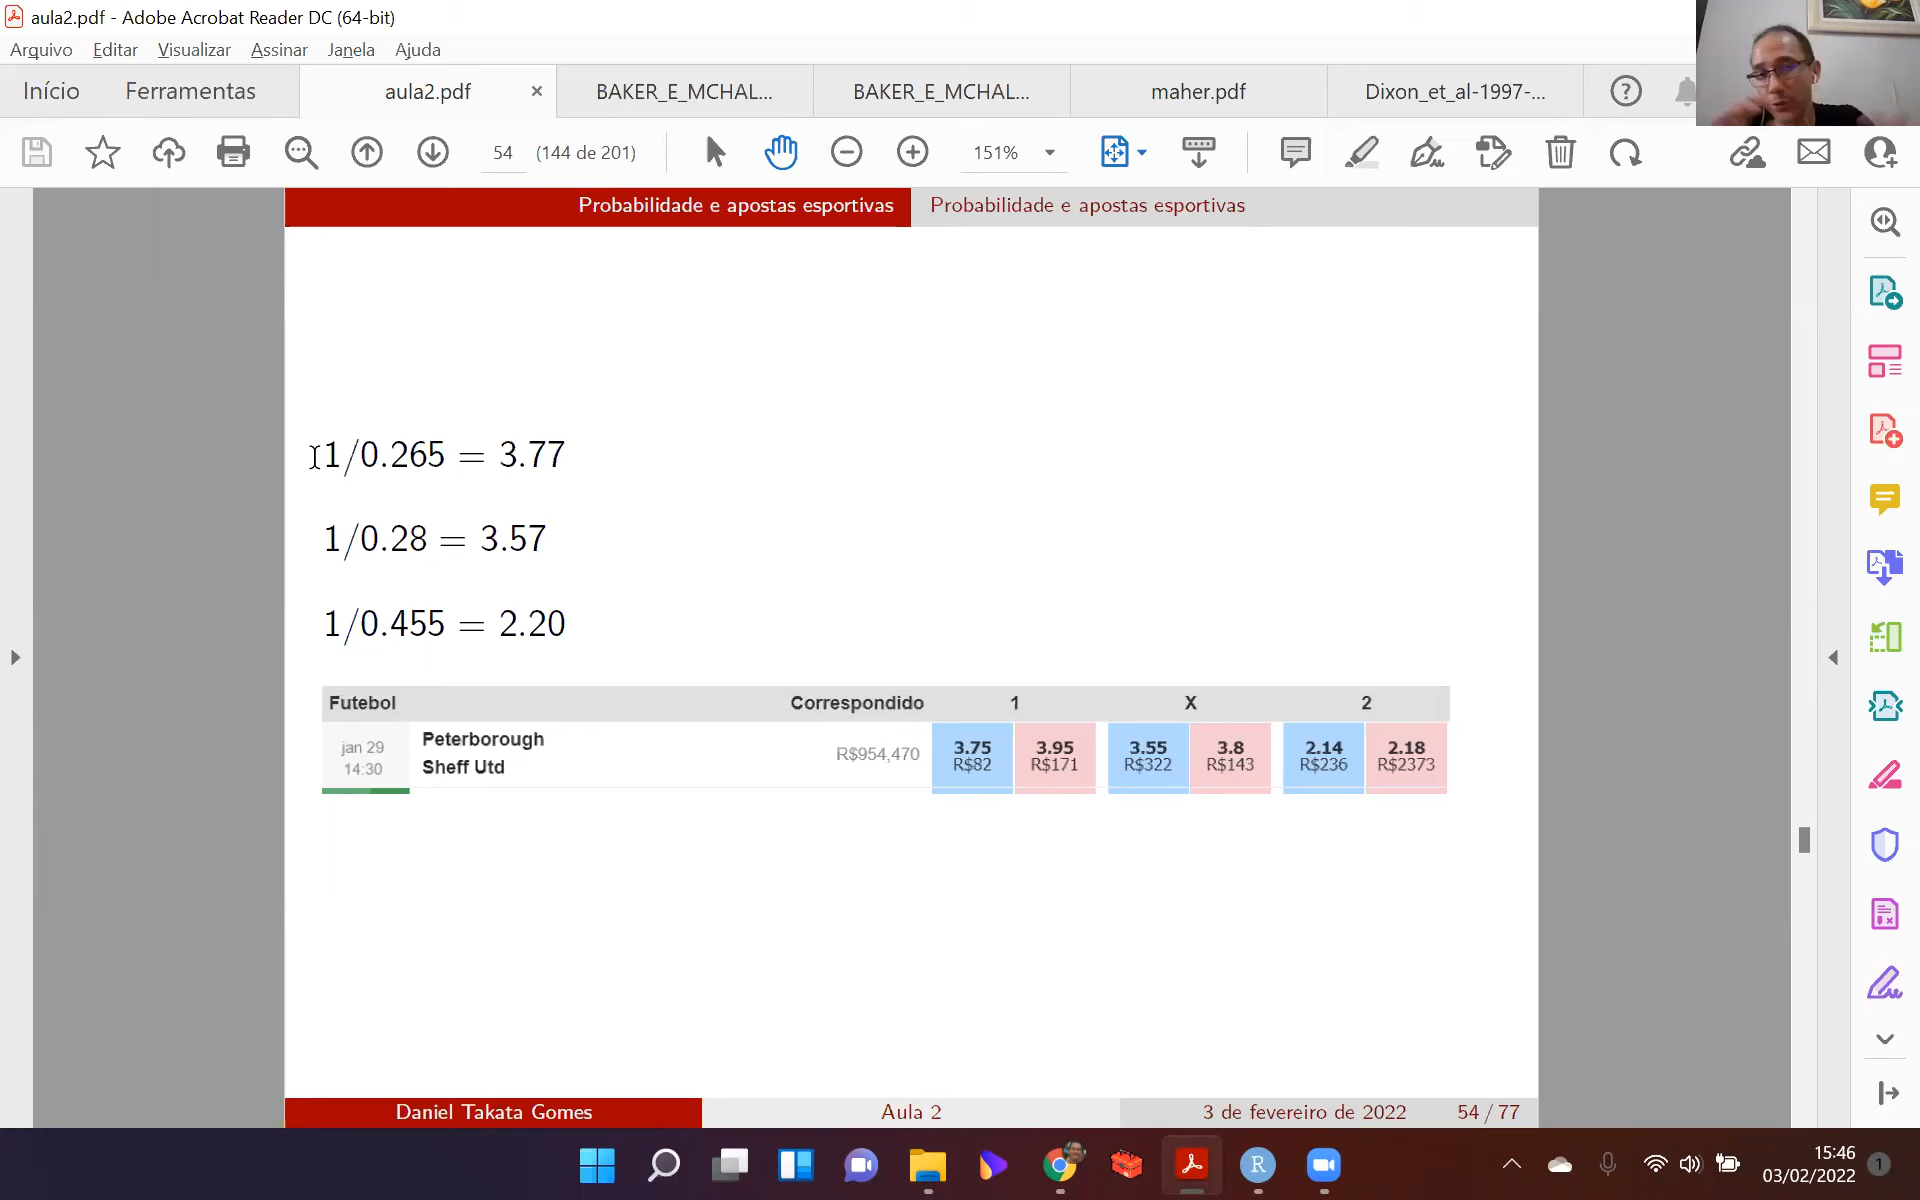 aula2.pdf - Adobe Acrobat Reader DC (64-bit)
Arquivo Editar Visualizar Assinar Janela Ajuda
Início Ferramentas aula2.pdf × BAKER_E_MCHAL... BAKER_E_MCHAL... maher.pdf Dixon_et_al-1997-... ?
54 (144 de 201) 151%
Probabilidade e apostas esportivas Probabilidade e apostas esportivas
1/0.265 = 3.77
1/0.28 = 3.57
1/0.455 = 2.20
Futebol Correspondido 1 X 2
jan 29 14:30 Peterborough Sheff Utd R$954,470 3.75 R$82 3.95 R$171 3.55 R$322 3.8 R$143 2.14 R$236 2.18 R$2373
Daniel Takata Gomes Aula 2 3 de fevereiro de 2022 54 / 77
R
15:46
03/02/2022 1